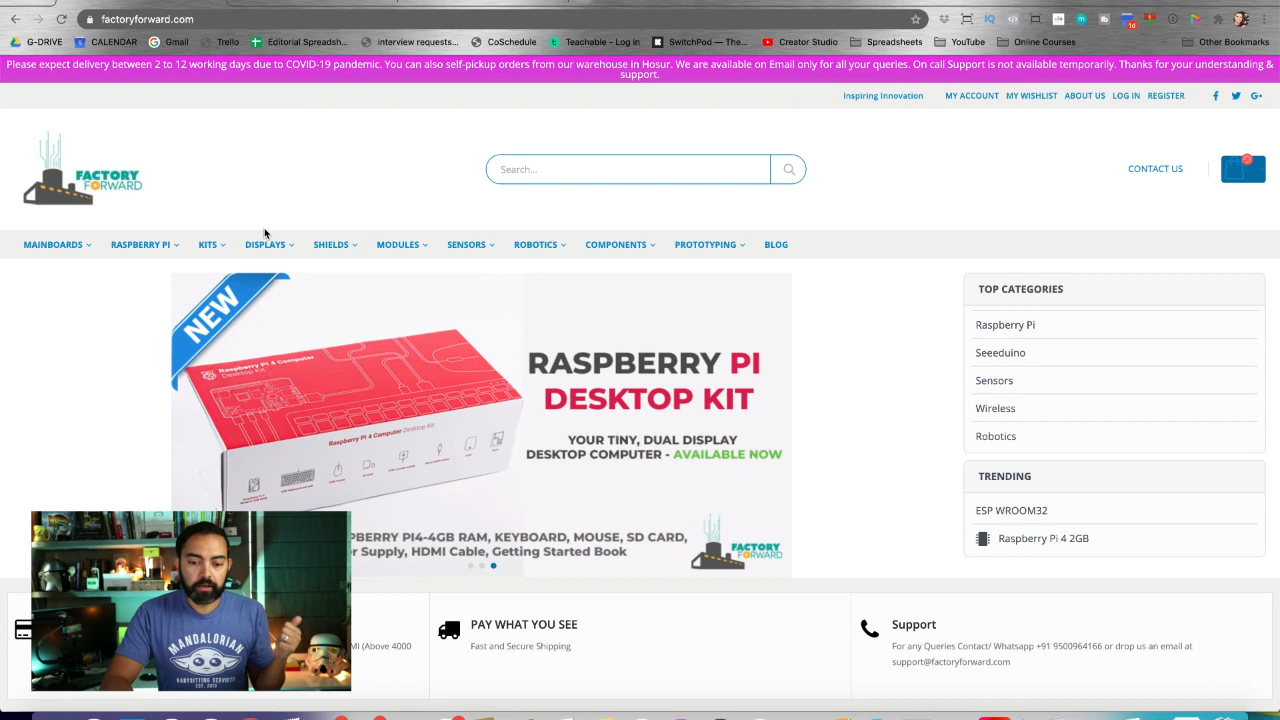 factoryforward.com
G-DRIVE CALENDAR Gmail Trello Editorial Spreadsh... interview requests... CoSchedule Teachable - Log in SwitchPod — The... Creator Studio Spreadsheets YouTube Online Courses Other Bookmarks
Please expect delivery between 2 to 12 working days due to COVID-19 pandemic. You can also self-pickup orders from our warehouse in Hosur. We are available on Email only for all your queries. On call Support is not available temporarily. Thanks for your understanding &
support.
Inspiring Innovation MY ACCOUNT MY WISHLIST ABOUT US LOG IN REGISTER
FACTORY
FORWARD
Search...
CONTACT US
MAINBOARDS RASPBERRY PI KITS DISPLAYS SHIELDS MODULES SENSORS ROBOTICS COMPONENTS PROTOTYPING BLOG
NEW
Raspberry Pi 4 Computer
Desktop Kit
Raspberry Pi 4 Computer Desktop Kit
RASPBERRY PI
DESKTOP KIT
YOUR TINY, DUAL DISPLAY
DESKTOP COMPUTER - AVAILABLE NOW
PBERRY PI4-4GB RAM, KEYBOARD, MOUSE, SD CARD,
r Supply, HDMI Cable, Getting Started Book
FACTORY
FORWARD
TOP CATEGORIES
Raspberry Pi
Seeeduino
Sensors
Wireless
Robotics
TRENDING
ESP WROOM32
Raspberry Pi 4 2GB
MI (Above 4000
PAY WHAT YOU SEE
Fast and Secure Shipping
Support
For any Queries Contact/ Whatsapp +91 9500964166 or drop us an email at
support@factoryforward.com
MANDALORIAN
BABYSITTING SERVICE
EST. 2019